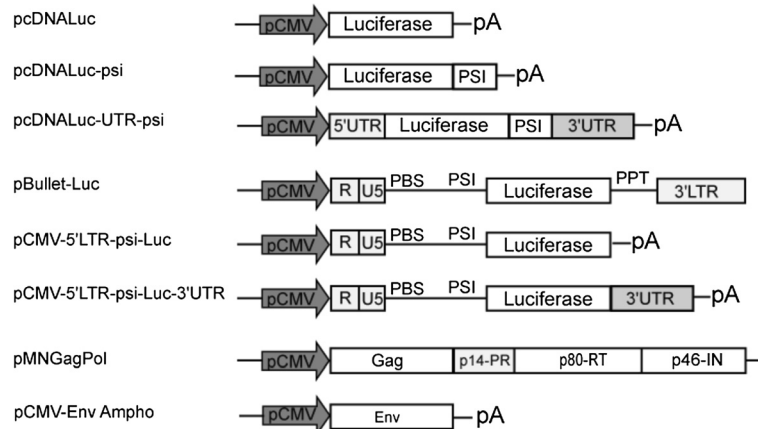 pcDNALuc pCMV Luciferase pA
pcDNALuc-psi pCMV Luciferase PSI pA
pcDNALuc-UTR-psi pCMV 5'UTR Luciferase PSI 3'UTR pA
pBullet-Luc pCMV R U5 PBS PSI Luciferase PPT 3'LTR
pCMV-5'LTR-psi-Luc pCMV R U5 PBS PSI Luciferase pA
pCMV-5'LTR-psi-Luc-3'UTR pCMV R U5 PBS PSI Luciferase 3'UTR pA
pMNGagPol pCMV Gag p14-PR p80-RT p46-IN
pCMV-Env Ampho pCMV Env pA